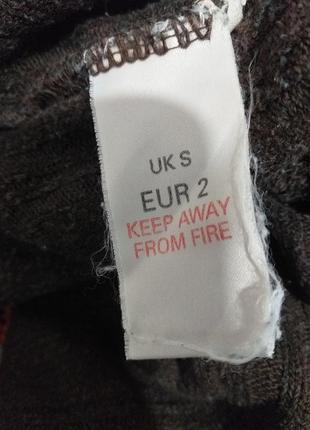 UK S
EUR 2
KEEP AWAY
FROM FIRE